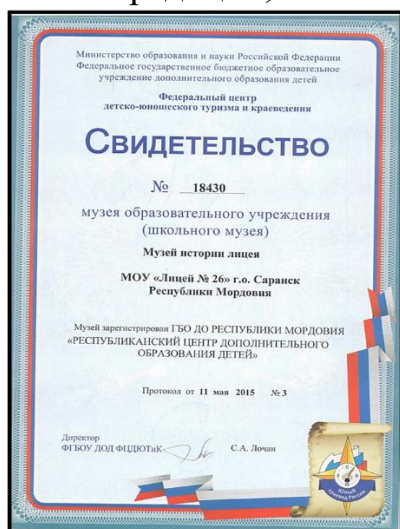 Министерство образования и науки Российской Федерации
Федеральное государственное бюджетное образовательное
учреждение дополнительного образования детей
Федеральный центр
детско-юношеского туризма и краеведения
СВИДЕТЕЛЬСТВО
№ 18430
музея образовательного учреждения
(школьного музея)
Музей истории лицея
МОУ «Лицей № 26» г.о. Саранск
Республики Мордовия
Музей зарегистрирован ГБО ДО РЕСПУБЛИКИ МОРДОВИЯ
«РЕСПУБЛИКАНСКИЙ ЦЕНТР ДОПОЛНИТЕЛЬНОГО
ОБРАЗОВАНИЯ ДЕТЕЙ»
Протокол от 11 мая 2015 № 3
Директор
ФГБОУ ДОД ФЦДЮТиК
С.А. Лочан
Юный
краевед России